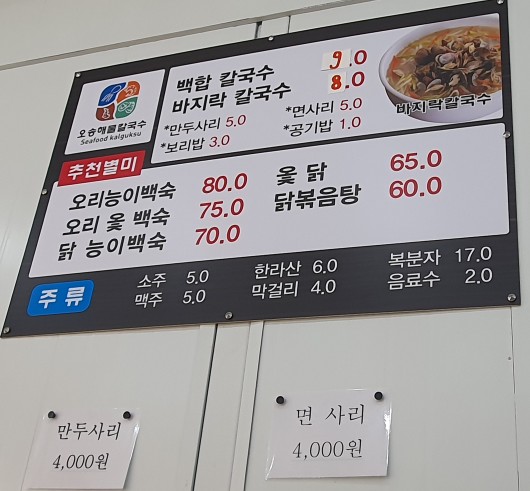 백합 칼국수 9.0
바지락 칼국수 8.0
*만두사리 5.0 *면사리 5.0
*보리밥 3.0 *공기밥 1.0
오송해물칼국수
Seafood kalguksu
바지락칼국수
추천별미
오리능이백숙 80.0 옻 닭 65.0
오리 옻 백숙 75.0 닭볶음탕 60.0
닭 능이백숙 70.0
주 류
소주 5.0 한라산 6.0 복분자 17.0
맥주 5.0 막걸리 4.0 음료수 2.0
만두사리
4,000원
면 사리
4,000원